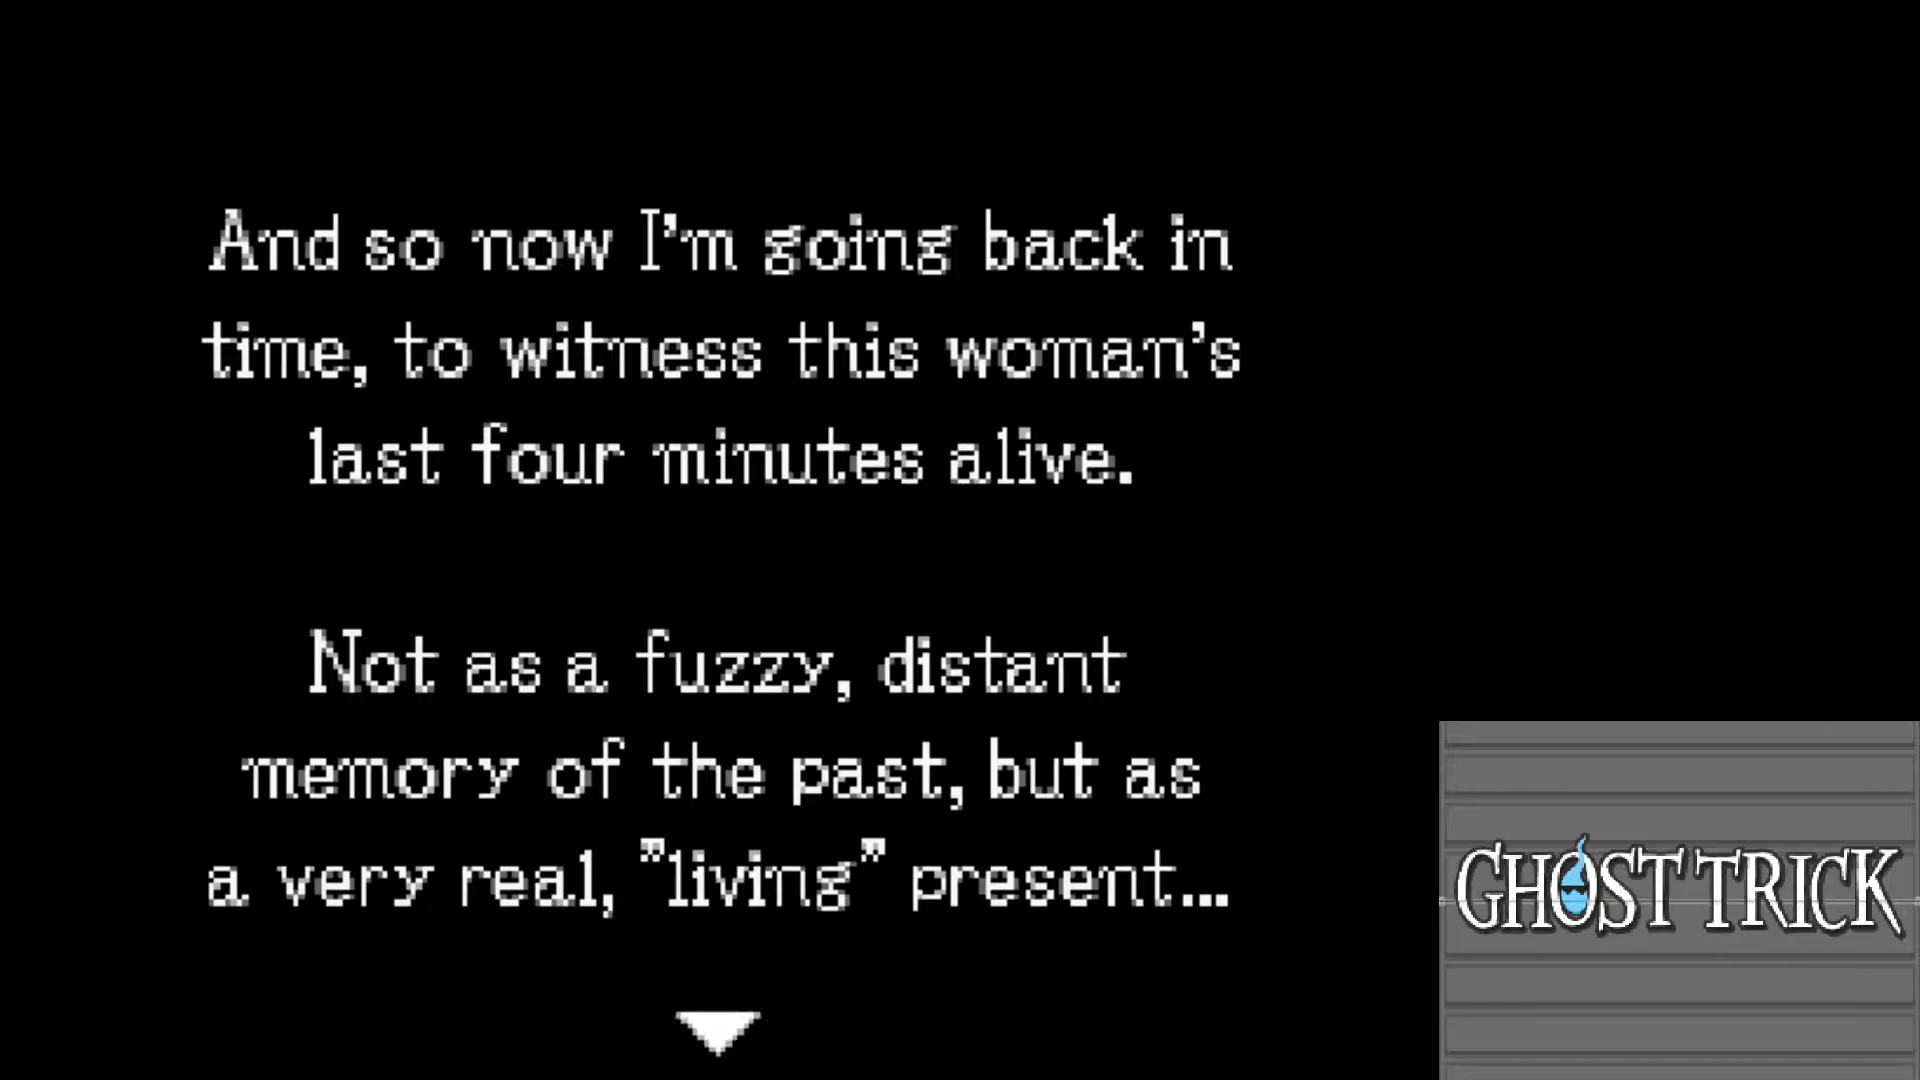 And so now I'm going back in
time, to witness this woman's
last four minutes alive.
Not as a fuzzy, distant
memory of the past, but as
a very real, "living" present...
GHOST TRICK